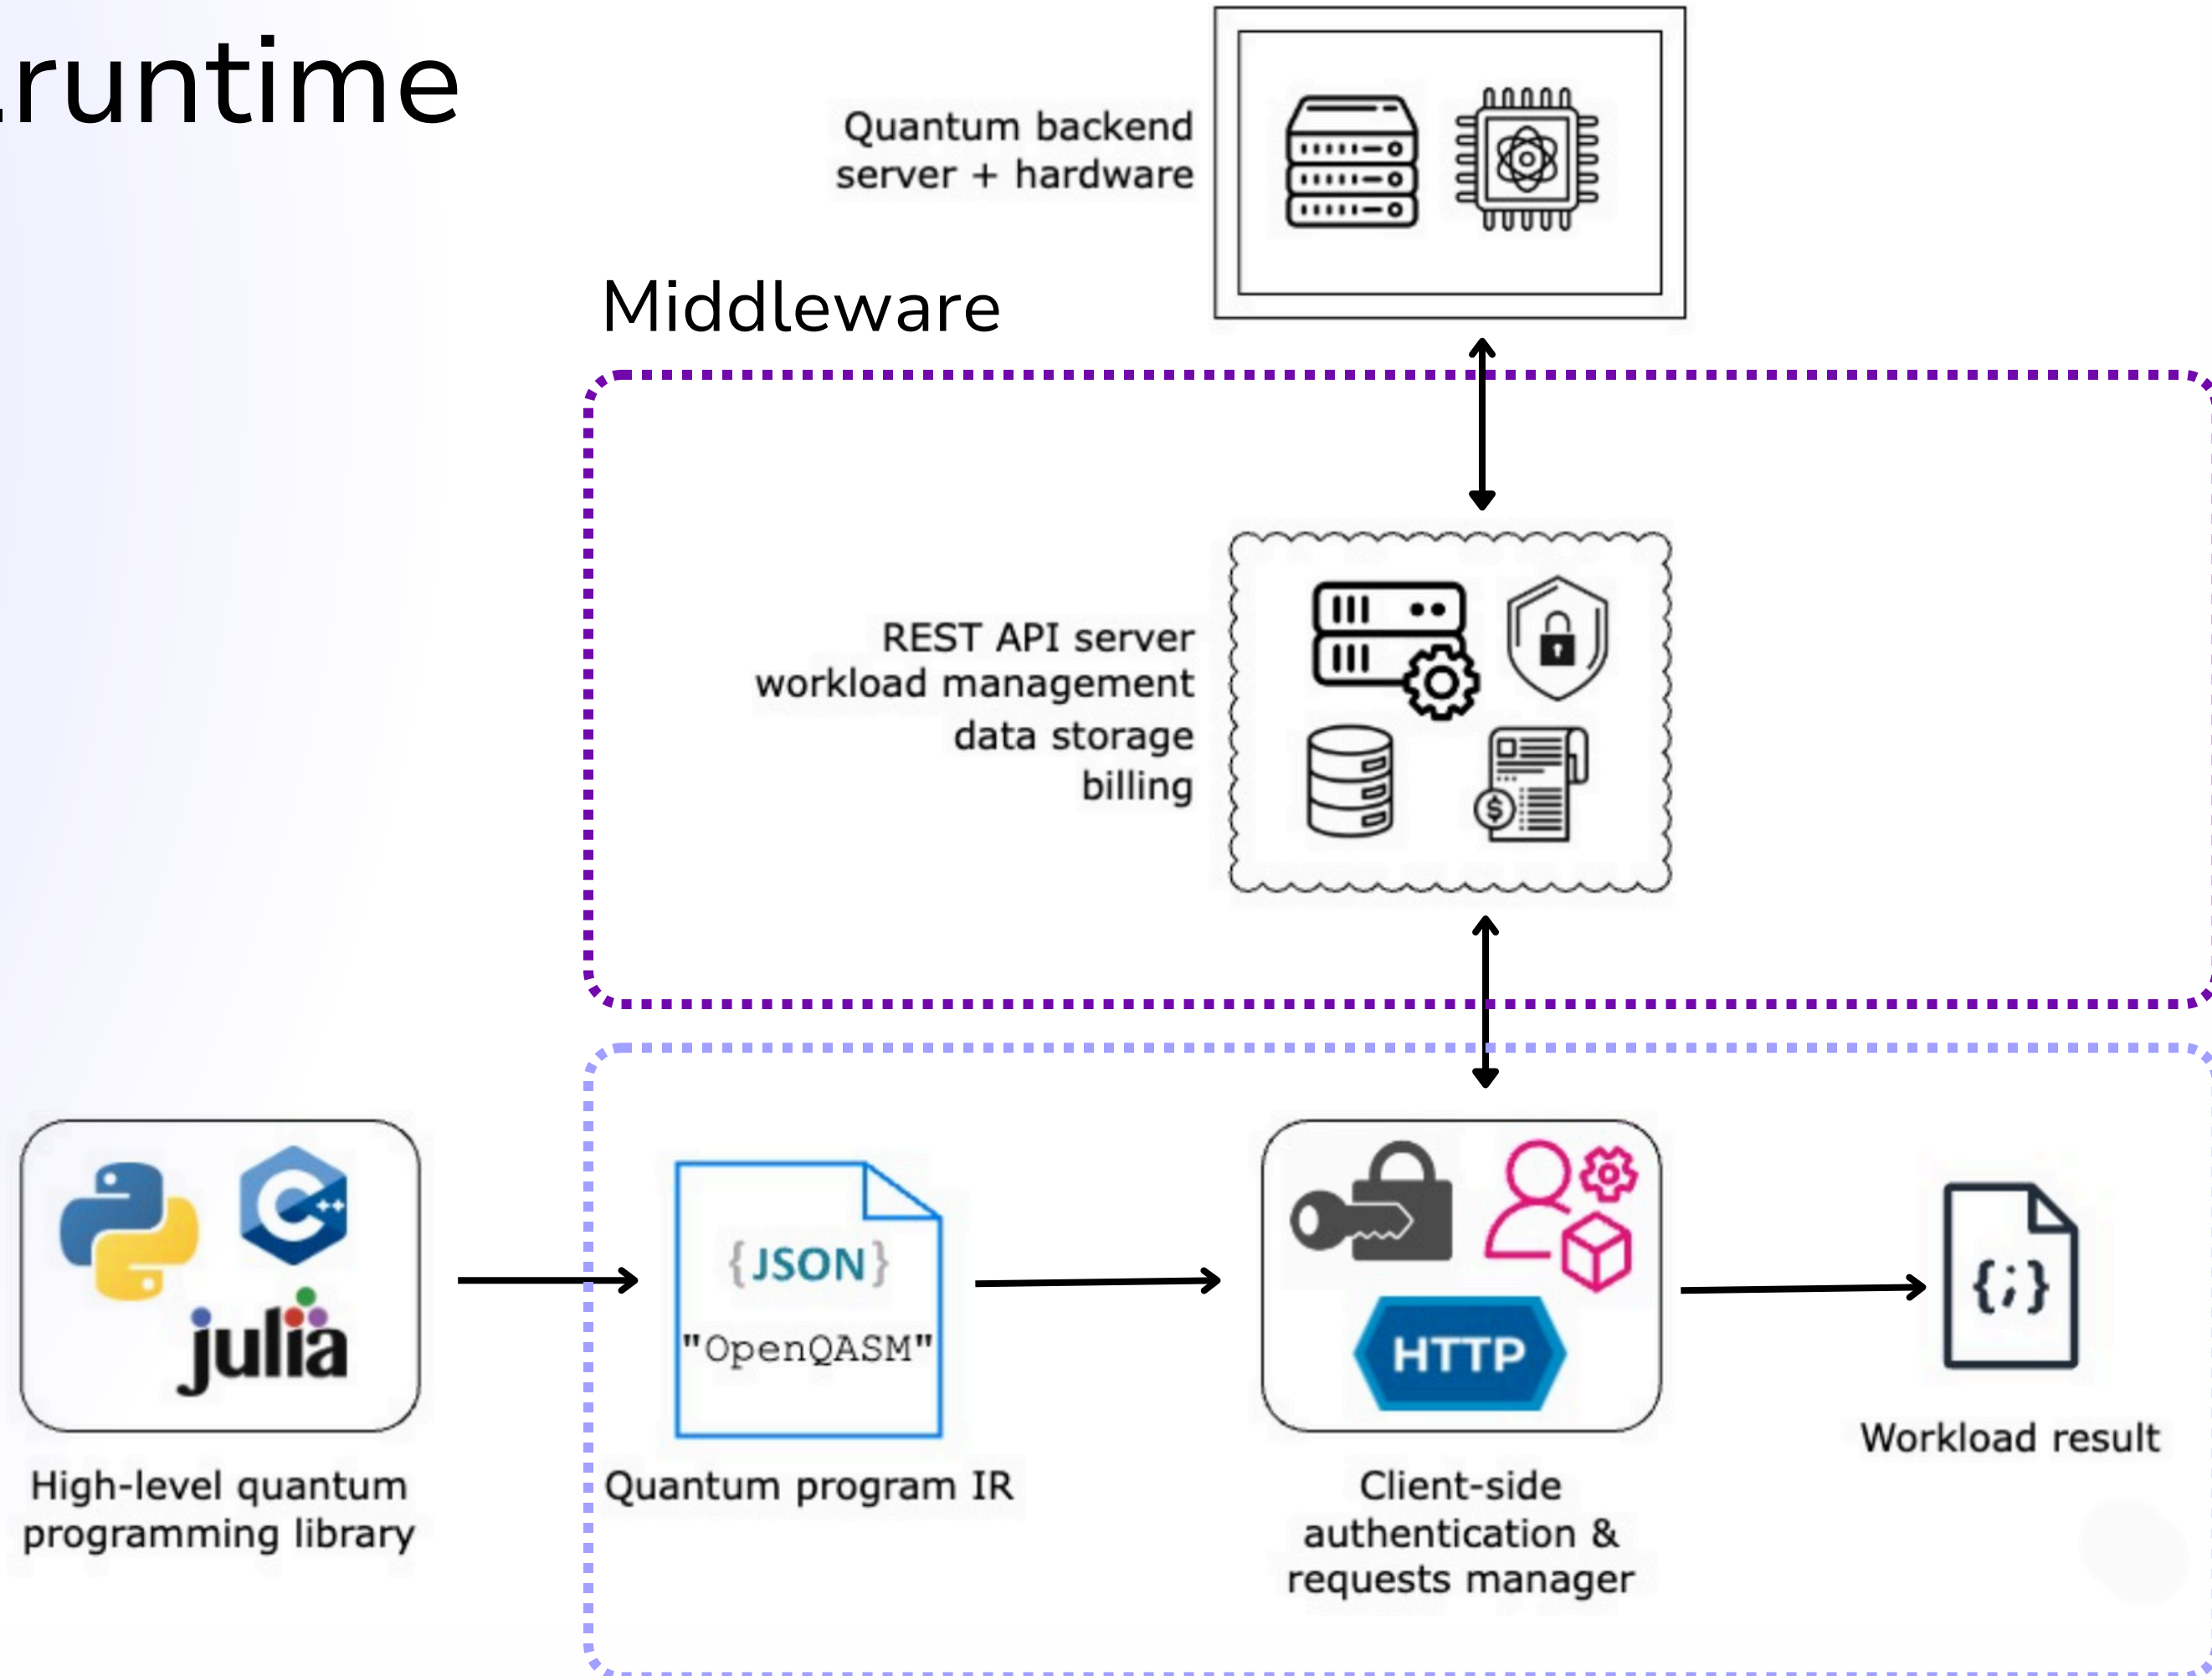 .runtime
Quantum backend
server + hardware
Middleware
REST API server
workload management
data storage
billing
$
C++
julia
{JSON}
"OpenQASM"
HTTP
{;}
High-level quantum
programming library
Quantum program IR
Client-side
authentication &
requests manager
Workload result